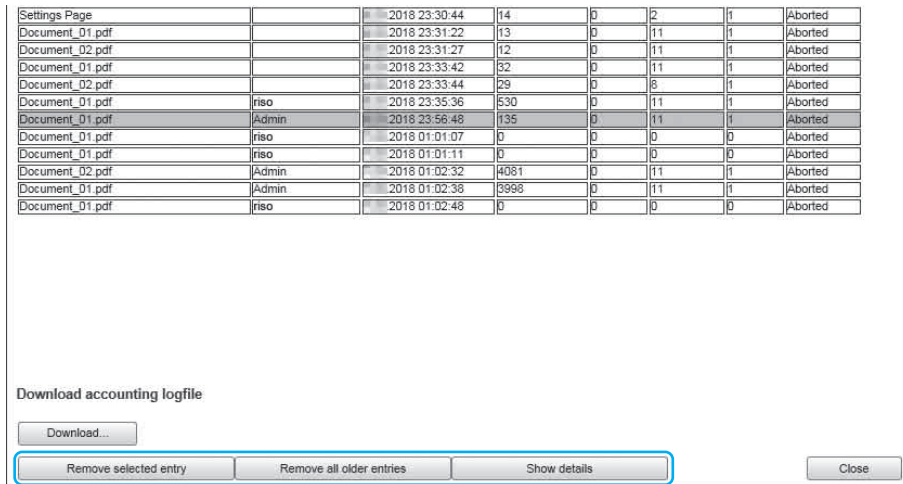 Settings Page .2018 23:30:44 14 0 2 1 Aborted
Document_01.pdf .2018 23:31:22 13 0 11 1 Aborted
Document_02.pdf .2018 23:31:27 12 0 11 1 Aborted
Document_01.pdf .2018 23:33:42 32 0 11 1 Aborted
Document_02.pdf .2018 23:33:44 29 0 8 1 Aborted
Document_01.pdf riso .2018 23:35:36 530 0 11 1 Aborted
Document_01.pdf Admin .2018 23:56:48 135 0 11 1 Aborted
Document_01.pdf riso .2018 01:01:07 0 0 0 0 Aborted
Document_01.pdf riso .2018 01:01:11 0 0 0 0 Aborted
Document_02.pdf Admin .2018 01:02:32 4081 0 11 1 Aborted
Document_01.pdf Admin .2018 01:02:38 3998 0 11 1 Aborted
Document_01.pdf riso .2018 01:02:48 0 0 0 0 Aborted
Download accounting logfile
Download...
Remove selected entry Remove all older entries Show details Close